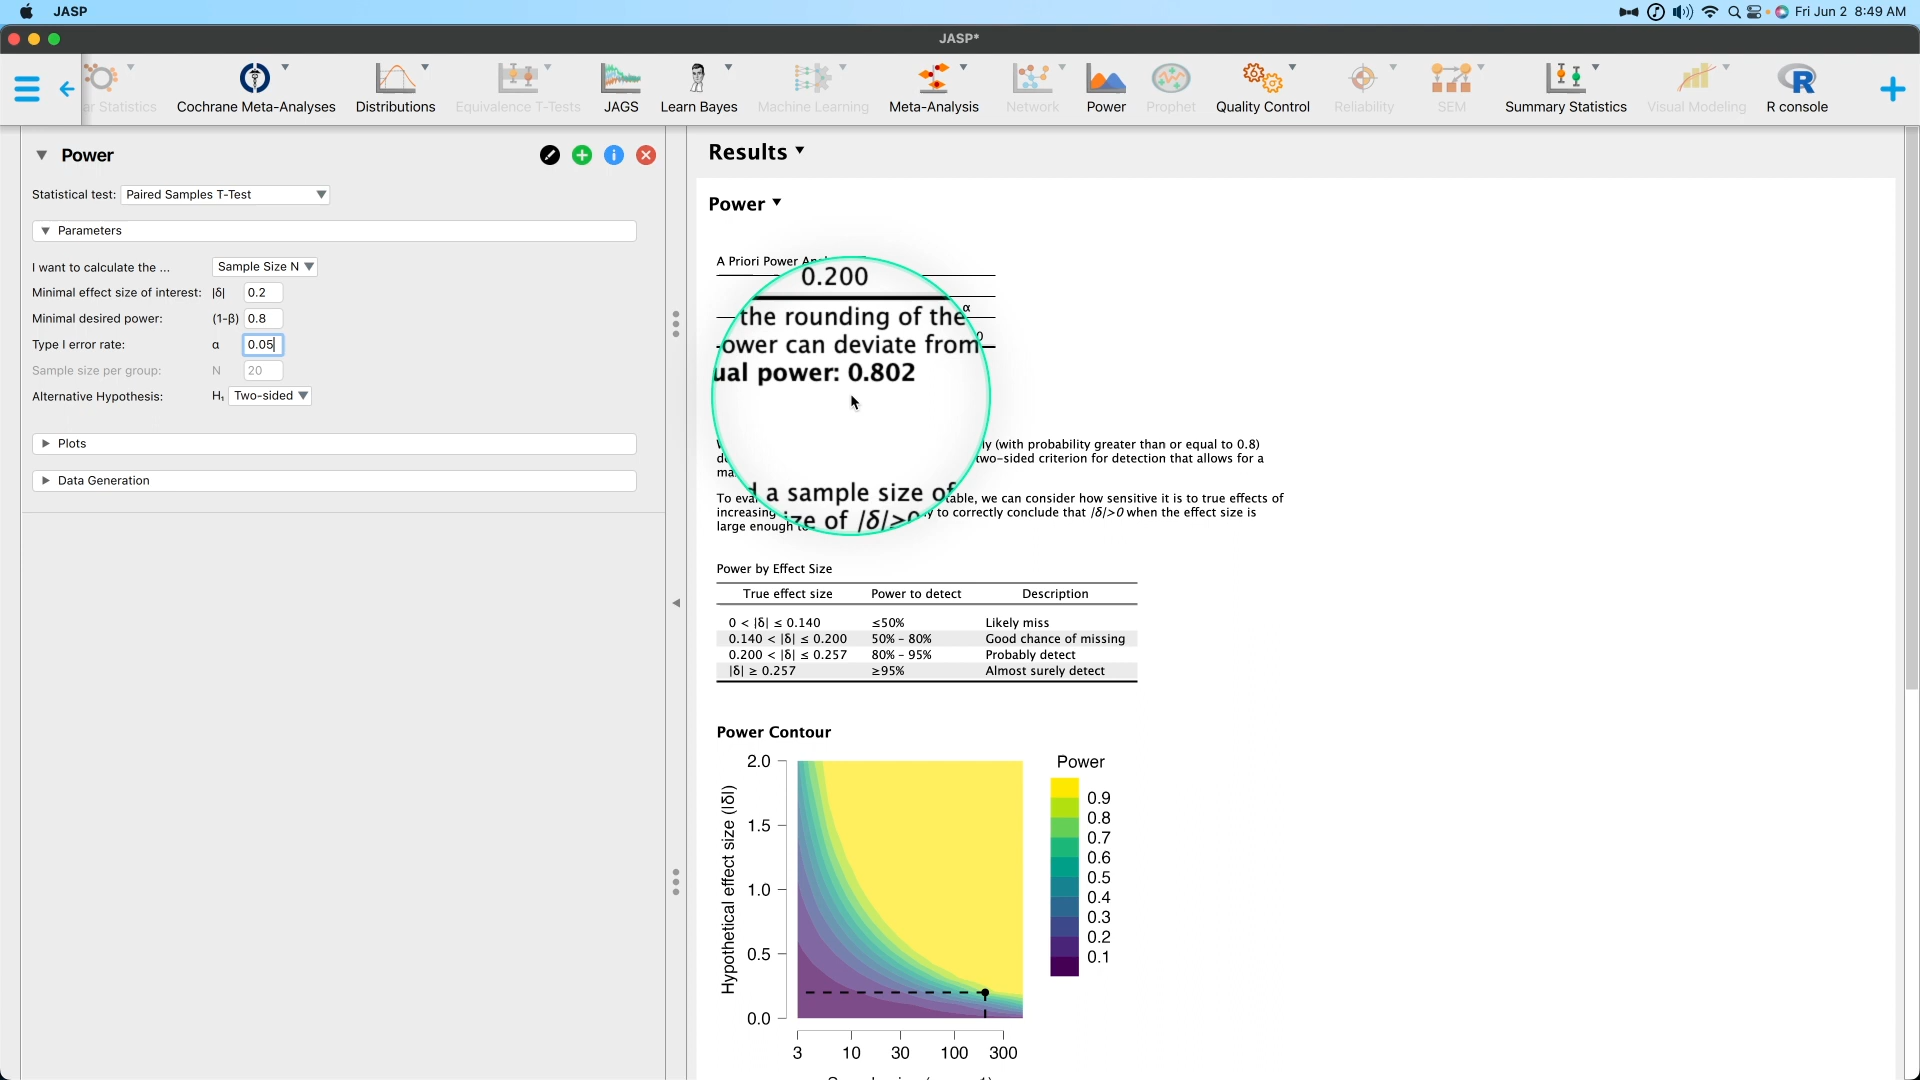 JASP
Fri Jun 2 8:49 AM
JASP*
ar Statistics
Cochrane Meta-Analyses
Distributions
Equivalence T-Tests
JAGS
Learn Bayes
Machine Learning
Meta-Analysis
Network
Power
Prophet
Quality Control
Reliability
SEM
Summary Statistics
Visual Modeling
R console
Power
Statistical test: Paired Samples T-Test
Parameters
I want to calculate the ... Sample Size N
Minimal effect size of interest: |δ| 0.2
Minimal desired power: (1-β) 0.8
Type I error rate: α 0.05
Sample size per group: N 20
Alternative Hypothesis: H₁ Two-sided
Plots
Data Generation
Results
Power
A Priori Power
α
0.200
the rounding of the
ower can deviate from
ual power: 0.802
ly (with probability greater than or equal to 0.8)
two-sided criterion for detection that allows for a
ma
d a sample size of
ize of |δ|>0
To eva able, we can consider how sensitive it is to true effects of
increasing y to correctly conclude that |δ|>0 when the effect size is
large enough to
Power by Effect Size
True effect size Power to detect Description
0 < |δ| ≤ 0.140 ≤50% Likely miss
0.140 < |δ| ≤ 0.200 50% – 80% Good chance of missing
0.200 < |δ| ≤ 0.257 80% – 95% Probably detect
|δ| ≥ 0.257 ≥95% Almost surely detect
Power Contour
Hypothetical effect size (|δ|)
2.0
1.5
1.0
0.5
0.0
3 10 30 100 300
Power
0.9
0.8
0.7
0.6
0.5
0.4
0.3
0.2
0.1